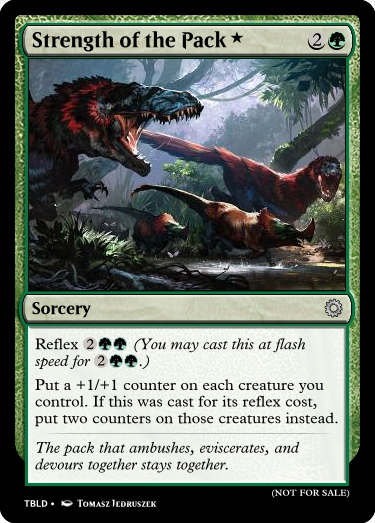 Strength of the Pack ★ 2
Sorcery
Reflex 2 (You may cast this at flash
speed for 2.)
Put a +1/+1 counter on each creature you
control. If this was cast for its reflex cost,
put two counters on those creatures instead.
The pack that ambushes, eviscerates, and
devours together stays together.
(NOT FOR SALE)
TBLD • Tomasz Jedruszek